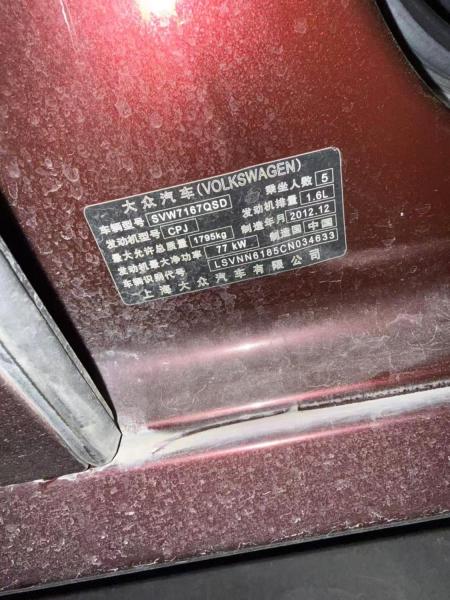 大众汽车(VOLKSWAGEN)
车辆型号 SVW7167QSD 乘坐人数 5
发动机型号 CPJ 发动机排量 1.6L
最大允许总质量 1795kg 制造年月 2012.12
发动机最大净功率 77 kW 制造国 中国
车辆识别代号 LSVNN6185CN034633
上海大众汽车有限公司